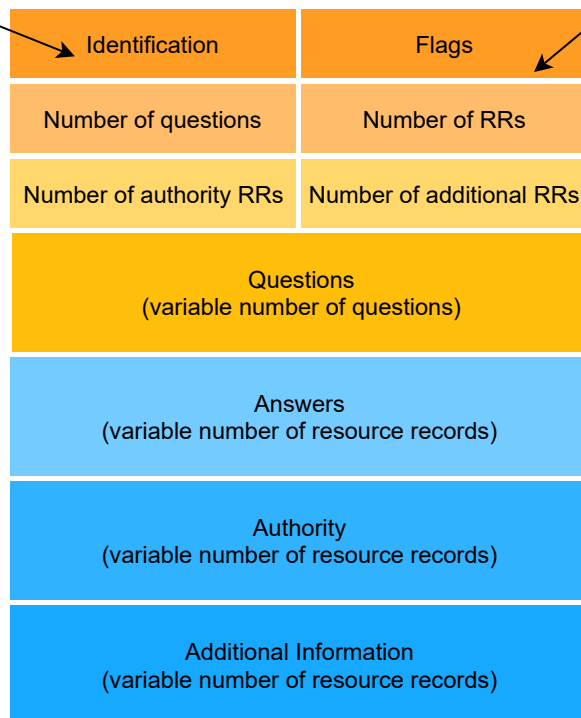 Identification
Flags
Number of questions
Number of RRs
Number of authority RRs
Number of additional RRs
Questions
(variable number of questions)
Answers
(variable number of resource records)
Authority
(variable number of resource records)
Additional Information
(variable number of resource records)